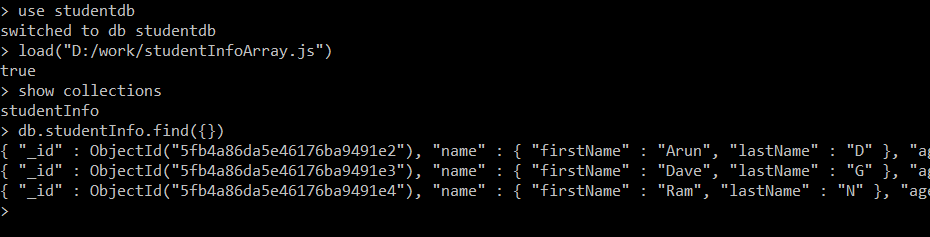 > use studentdb
switched to db studentdb
> load("D:/work/studentInfoArray.js")
true
> show collections
studentInfo
> db.studentInfo.find({})
{ "_id" : ObjectId("5fb4a86da5e46176ba9491e2"), "name" : { "firstName" : "Arun", "lastName" : "D" }, "a
{ "_id" : ObjectId("5fb4a86da5e46176ba9491e3"), "name" : { "firstName" : "Dave", "lastName" : "G" }, "a
{ "_id" : ObjectId("5fb4a86da5e46176ba9491e4"), "name" : { "firstName" : "Ram", "lastName" : "N" }, "age
>